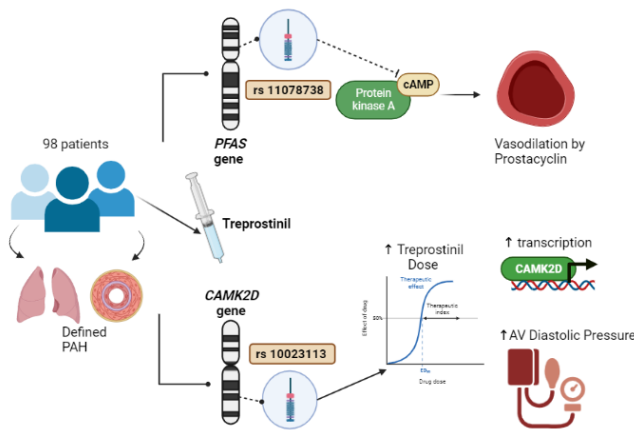 98 patients
rs 11078738
PFAS
gene
cAMP
Protein
kinase A
Vasodilation by
Prostacyclin
Treprostinil
Defined
PAH
CAMK2D
gene
rs 10023113
↑ Treprostinil
Dose
Therapeutic
effect
Therapeutic
index
Effect of drug
50%
Drug dose
↑ transcription
CAMK2D
↑AV Diastolic Pressure